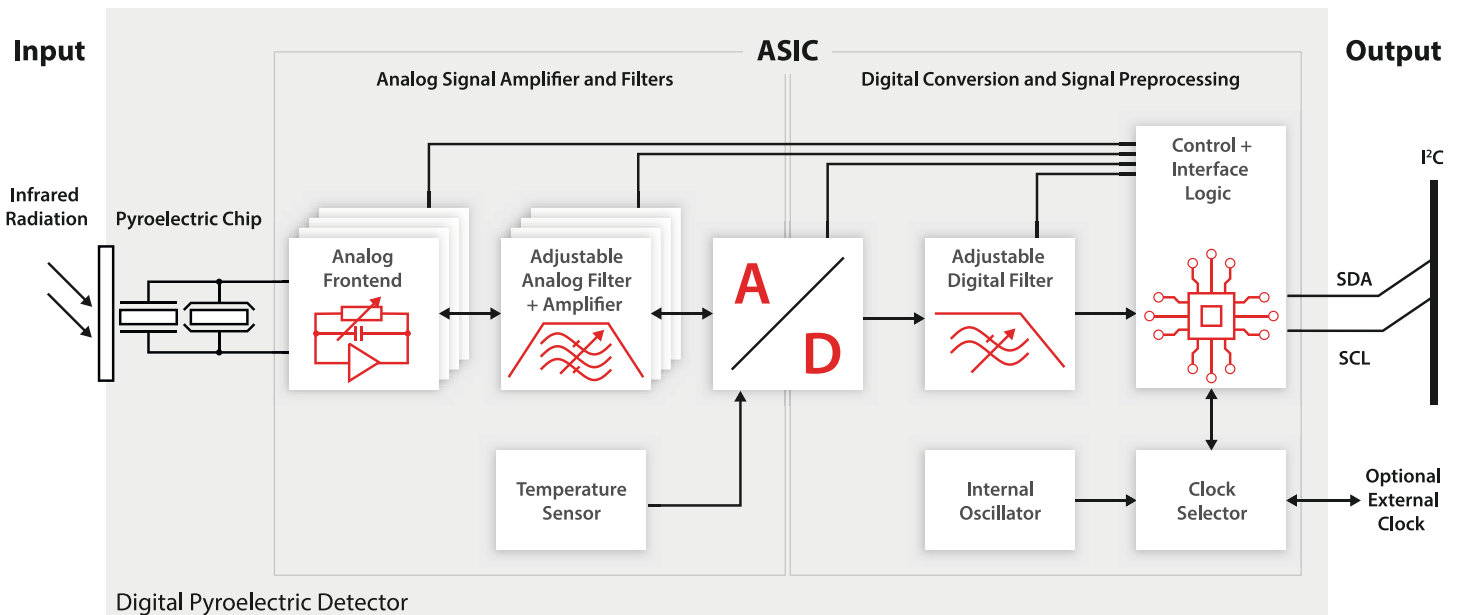 Input
ASIC
Output
Analog Signal Amplifier and Filters
Digital Conversion and Signal Preprocessing
Infrared
Radiation
Pyroelectric Chip
Analog
Frontend
Adjustable
Analog Filter
+ Amplifier
A
D
Adjustable
Digital Filter
Control +
Interface
Logic
I²C
SDA
SCL
Temperature
Sensor
Internal
Oscillator
Clock
Selector
Optional
External
Clock
Digital Pyroelectric Detector